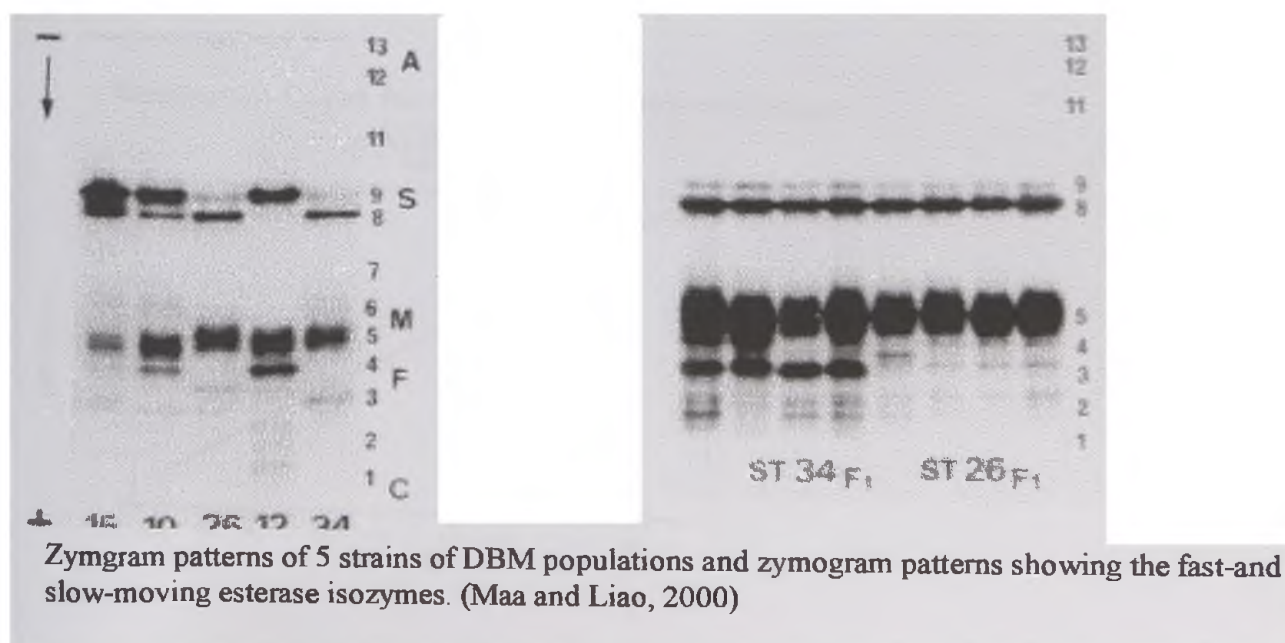 13 A
12
11
9 S
8
7
6 M
5
4 F
3
2
1 C
12
13
12
11
9
8
5
4
3
2
1
ST 34 F1 ST 26 F1
Zymgram patterns of 5 strains of DBM populations and zymogram patterns showing the fast-and
slow-moving esterase isozymes. (Maa and Liao, 2000)